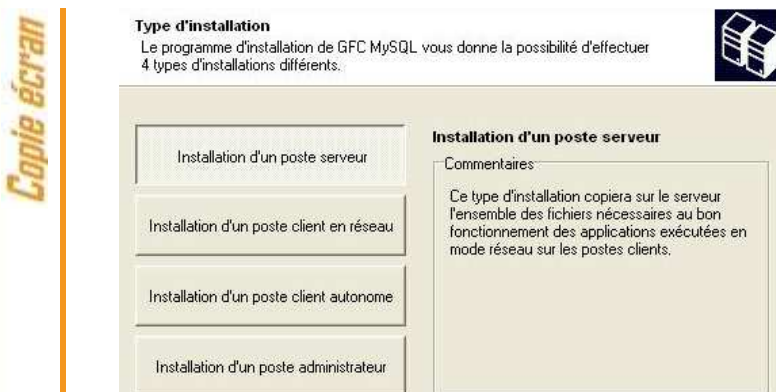 Copie écran
Type d'installation
Le programme d'installation de GFC MySQL vous donne la possibilité d'effectuer
4 types d'installations différents.
Installation d'un poste serveur
Installation d'un poste client en réseau
Installation d'un poste client autonome
Installation d'un poste administrateur
Installation d'un poste serveur
Commentaires
Ce type d'installation copiera sur le serveur
l'ensemble des fichiers nécessaires au bon
fonctionnement des applications exécutées en
mode réseau sur les postes clients.